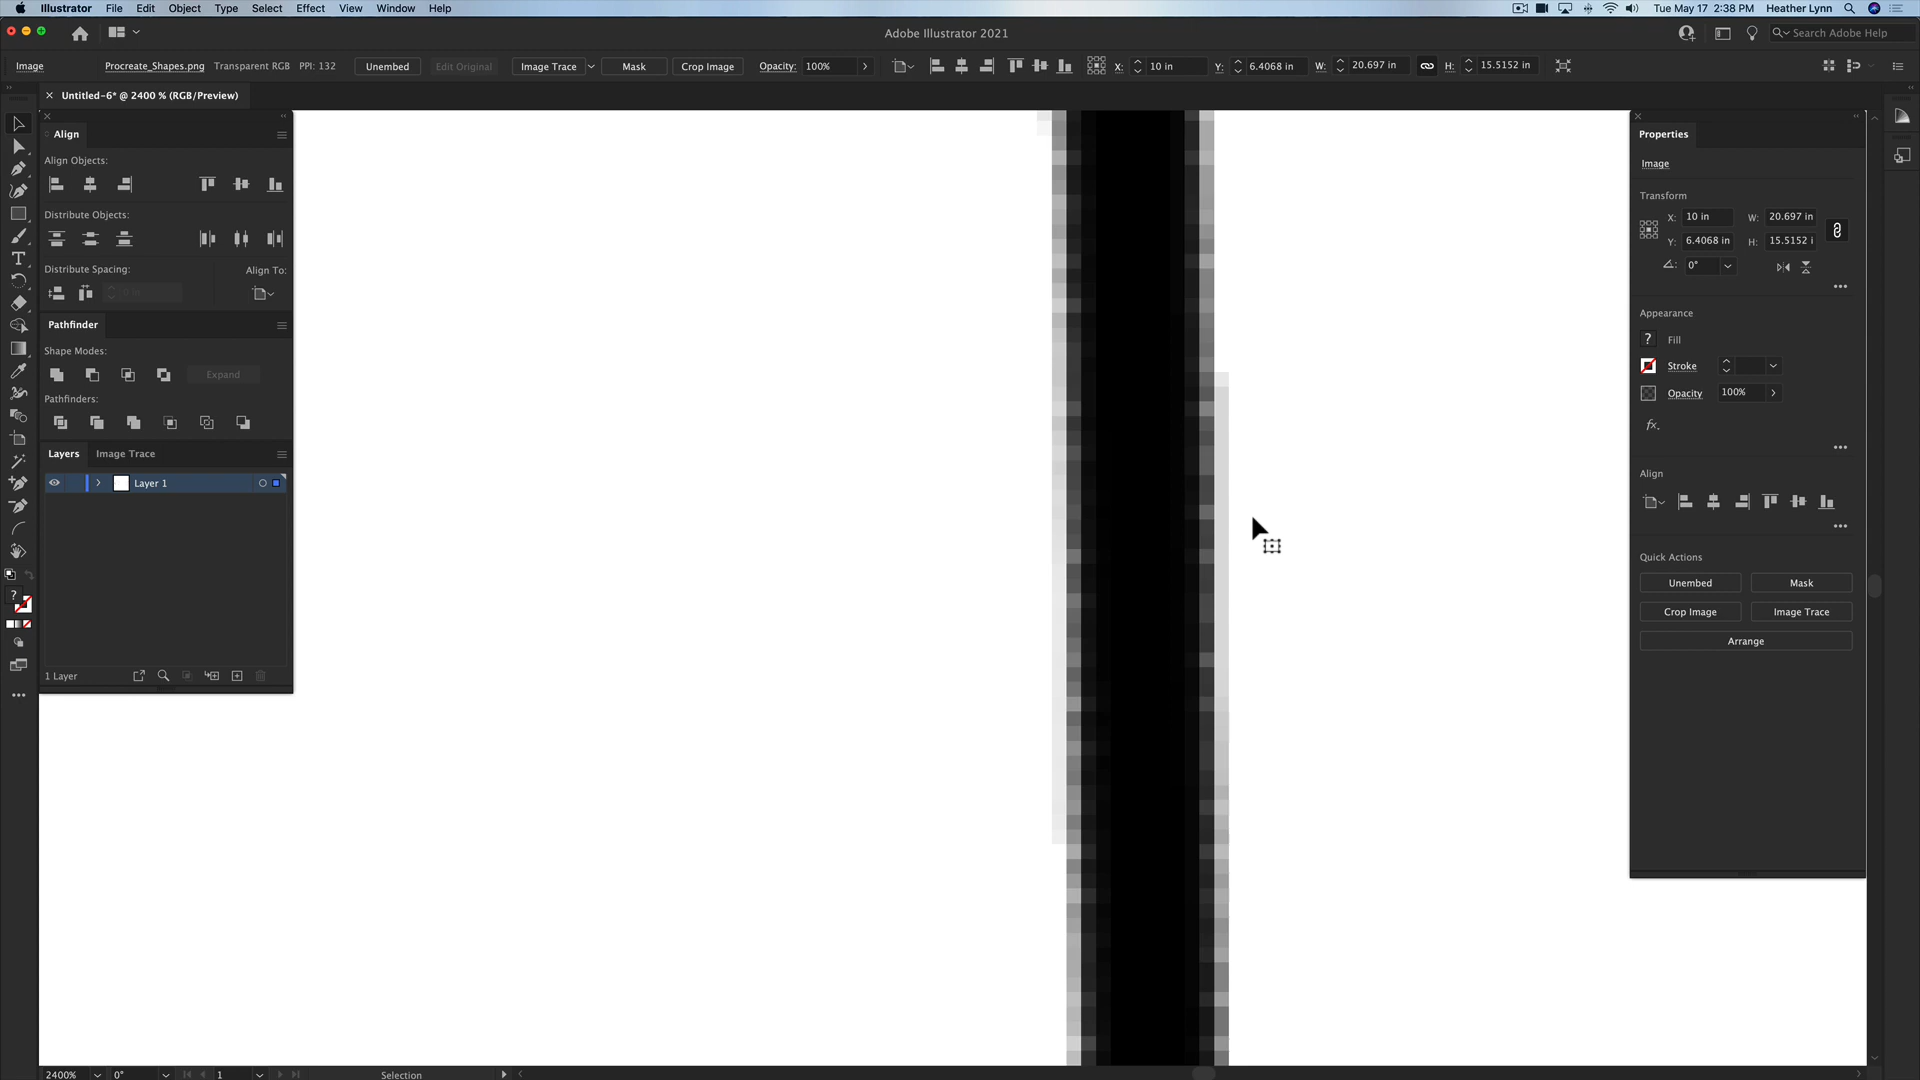 Illustrator File Edit Object Type Select Effect View Window Help
Tue May 17 2:38 PM Heather Lynn
Adobe Illustrator 2021
Search Adobe Help
Image Procreate_Shapes.png Transparent RGB PPI: 132 Unembed Edit Original Image Trace Mask Crop Image Opacity: 100% X: 10 in Y: 6.4068 in W: 20.697 in H: 15.5152 in
Untitled-6* @ 2400 % (RGB/Preview)
Align
Align Objects:
Distribute Objects:
Distribute Spacing: Align To:
0 in
Pathfinder
Shape Modes:
Expand
Pathfinders:
Layers Image Trace
Layer 1
1 Layer
Properties
Image
Transform
X: 10 in W: 20.697 in
Y: 6.4068 in H: 15.5152 i
0°
Appearance
? Fill
Stroke
Opacity 100%
fx.
Align
Quick Actions
Unembed Mask
Crop Image Image Trace
Arrange
T
?
2400% 0° 1 Selection